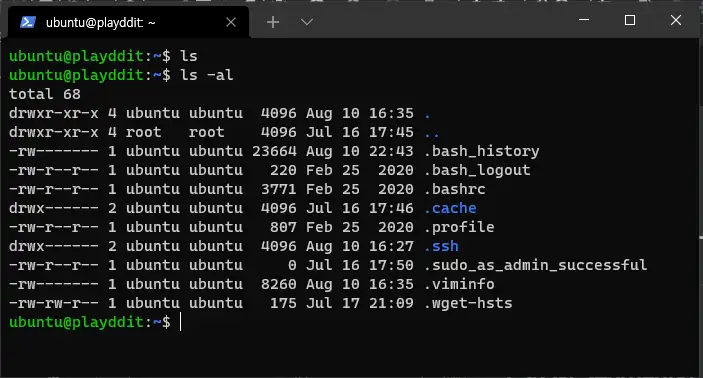 ubuntu@playddit: ~
ubuntu@playddit:~$ ls
ubuntu@playddit:~$ ls -al
total 68
drwxr-xr-x 4 ubuntu ubuntu  4096 Aug 10 16:35 .
drwxr-xr-x 4 root   root    4096 Jul 16 17:45 ..
-rw------- 1 ubuntu ubuntu 23664 Aug 10 22:43 .bash_history
-rw-r--r-- 1 ubuntu ubuntu   220 Feb 25  2020 .bash_logout
-rw-r--r-- 1 ubuntu ubuntu  3771 Feb 25  2020 .bashrc
drwx------ 2 ubuntu ubuntu  4096 Jul 16 17:46 .cache
-rw-r--r-- 1 ubuntu ubuntu   807 Feb 25  2020 .profile
drwx------ 2 ubuntu ubuntu  4096 Aug 10 16:27 .ssh
-rw-r--r-- 1 ubuntu ubuntu     0 Jul 16 17:50 .sudo_as_admin_successful
-rw------- 1 ubuntu ubuntu  8260 Aug 10 16:35 .viminfo
-rw-rw-r-- 1 ubuntu ubuntu   175 Jul 17 21:09 .wget-hsts
ubuntu@playddit:~$